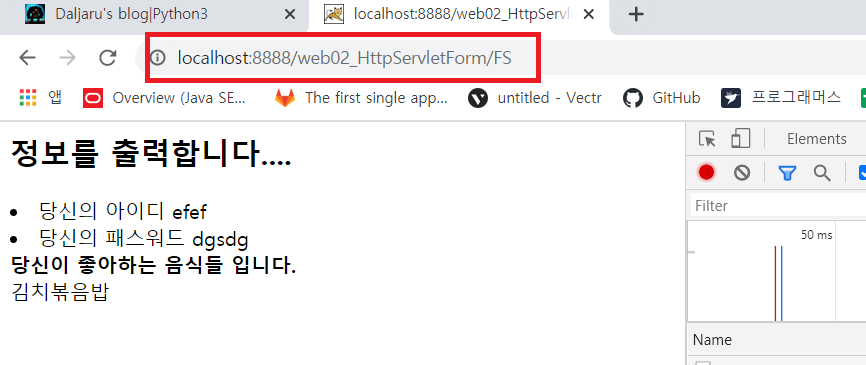 Daljaru's blog|Python3
localhost:8888/web02_HttpServl
localhost:8888/web02_HttpServletForm/FS
앱 Overview (Java SE... The first single app... untitled - Vectr GitHub 프로그래머스
정보를 출력합니다....
당신의 아이디 efef
당신의 패스워드 dgsdg
당신이 좋아하는 음식들 입니다.
김치볶음밥
Elements
Filter
50 ms
Name